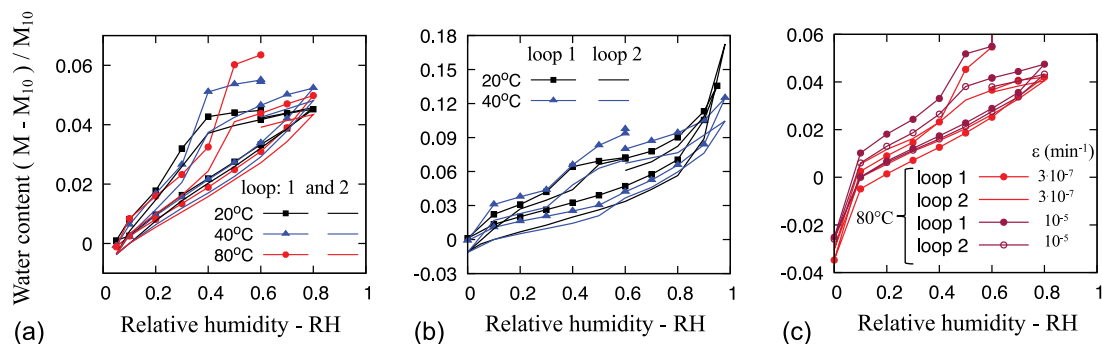 Water content ( M - M10 ) / M10
0.06
0.04
0.02
0
0 0.2 0.4 0.6 0.8 1
loop: 1 and 2
20°C
40°C
80°C
(a) Relative humidity - RH
0.18
0.15
0.12
0.09
0.06
0.03
0.00
-0.03
0 0.2 0.4 0.6 0.8 1
loop 1 loop 2
20°C
40°C
(b) Relative humidity - RH
0.06
0.04
0.02
0
-0.02
-0.04
0 0.2 0.4 0.6 0.8 1
ε (min-1)
loop 1 3·10-7
loop 2 3·10-7
80°C
loop 1 10-5
loop 2 10-5
(c) Relative humidity - RH